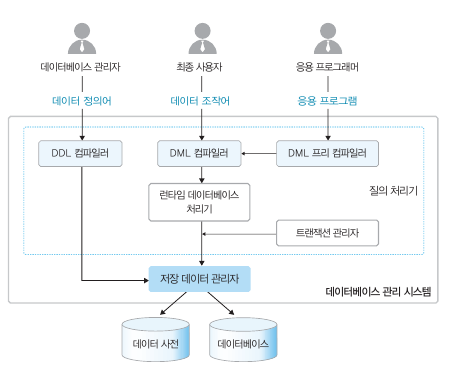 데이터베이스 관리자
최종 사용자
응용 프로그래머
데이터 정의어
데이터 조작어
응용 프로그램
DDL 컴파일러
DML 컴파일러
DML 프리 컴파일러
질의 처리기
런타임 데이터베이스
처리기
트랜잭션 관리자
저장 데이터 관리자
데이터베이스 관리 시스템
데이터 사전
데이터베이스